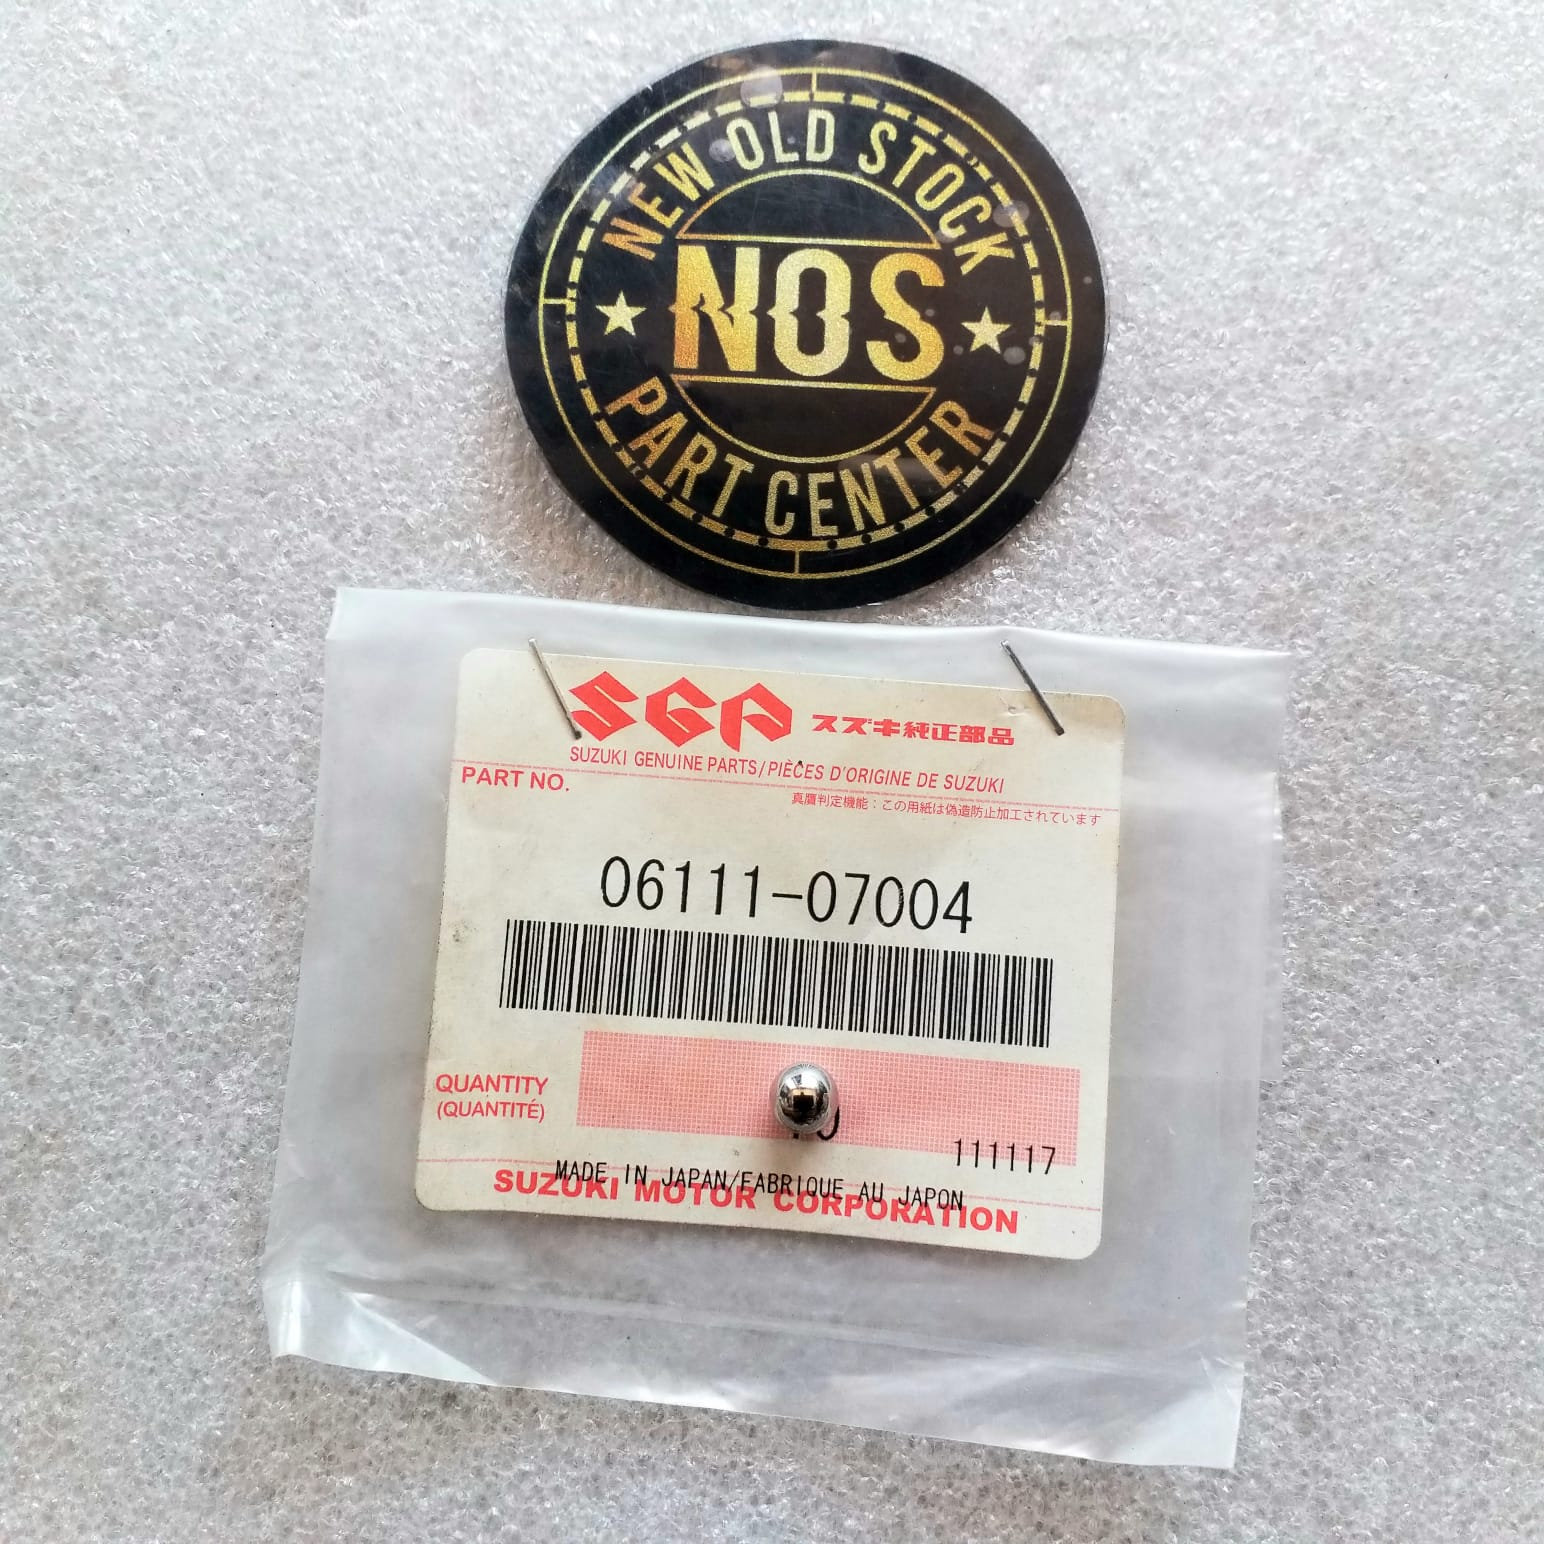 NEW OLD STOCK
NOS
PART CENTER
SGP スズキ純正部品
SUZUKI GENUINE PARTS/PIÈCES D'ORIGINE DE SUZUKI
PART NO.
真贋判定機能：この用紙は偽造防止加工されています
06111-07004
QUANTITY
(QUANTITÉ)
111117
MADE IN JAPAN/FABRIQUE AU JAPON
SUZUKI MOTOR CORPORATION